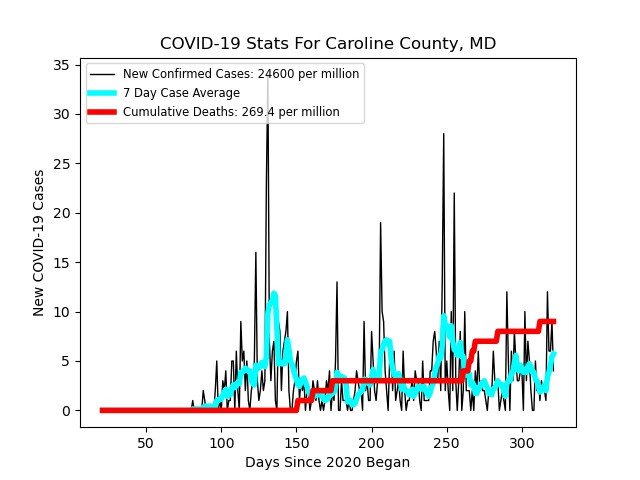 COVID-19 Stats For Caroline County, MD
New Confirmed Cases: 24600 per million
7 Day Case Average
Cumulative Deaths: 269.4 per million
New COVID-19 Cases
35
30
25
20
15
10
5
0
50 100 150 200 250 300
Days Since 2020 Began